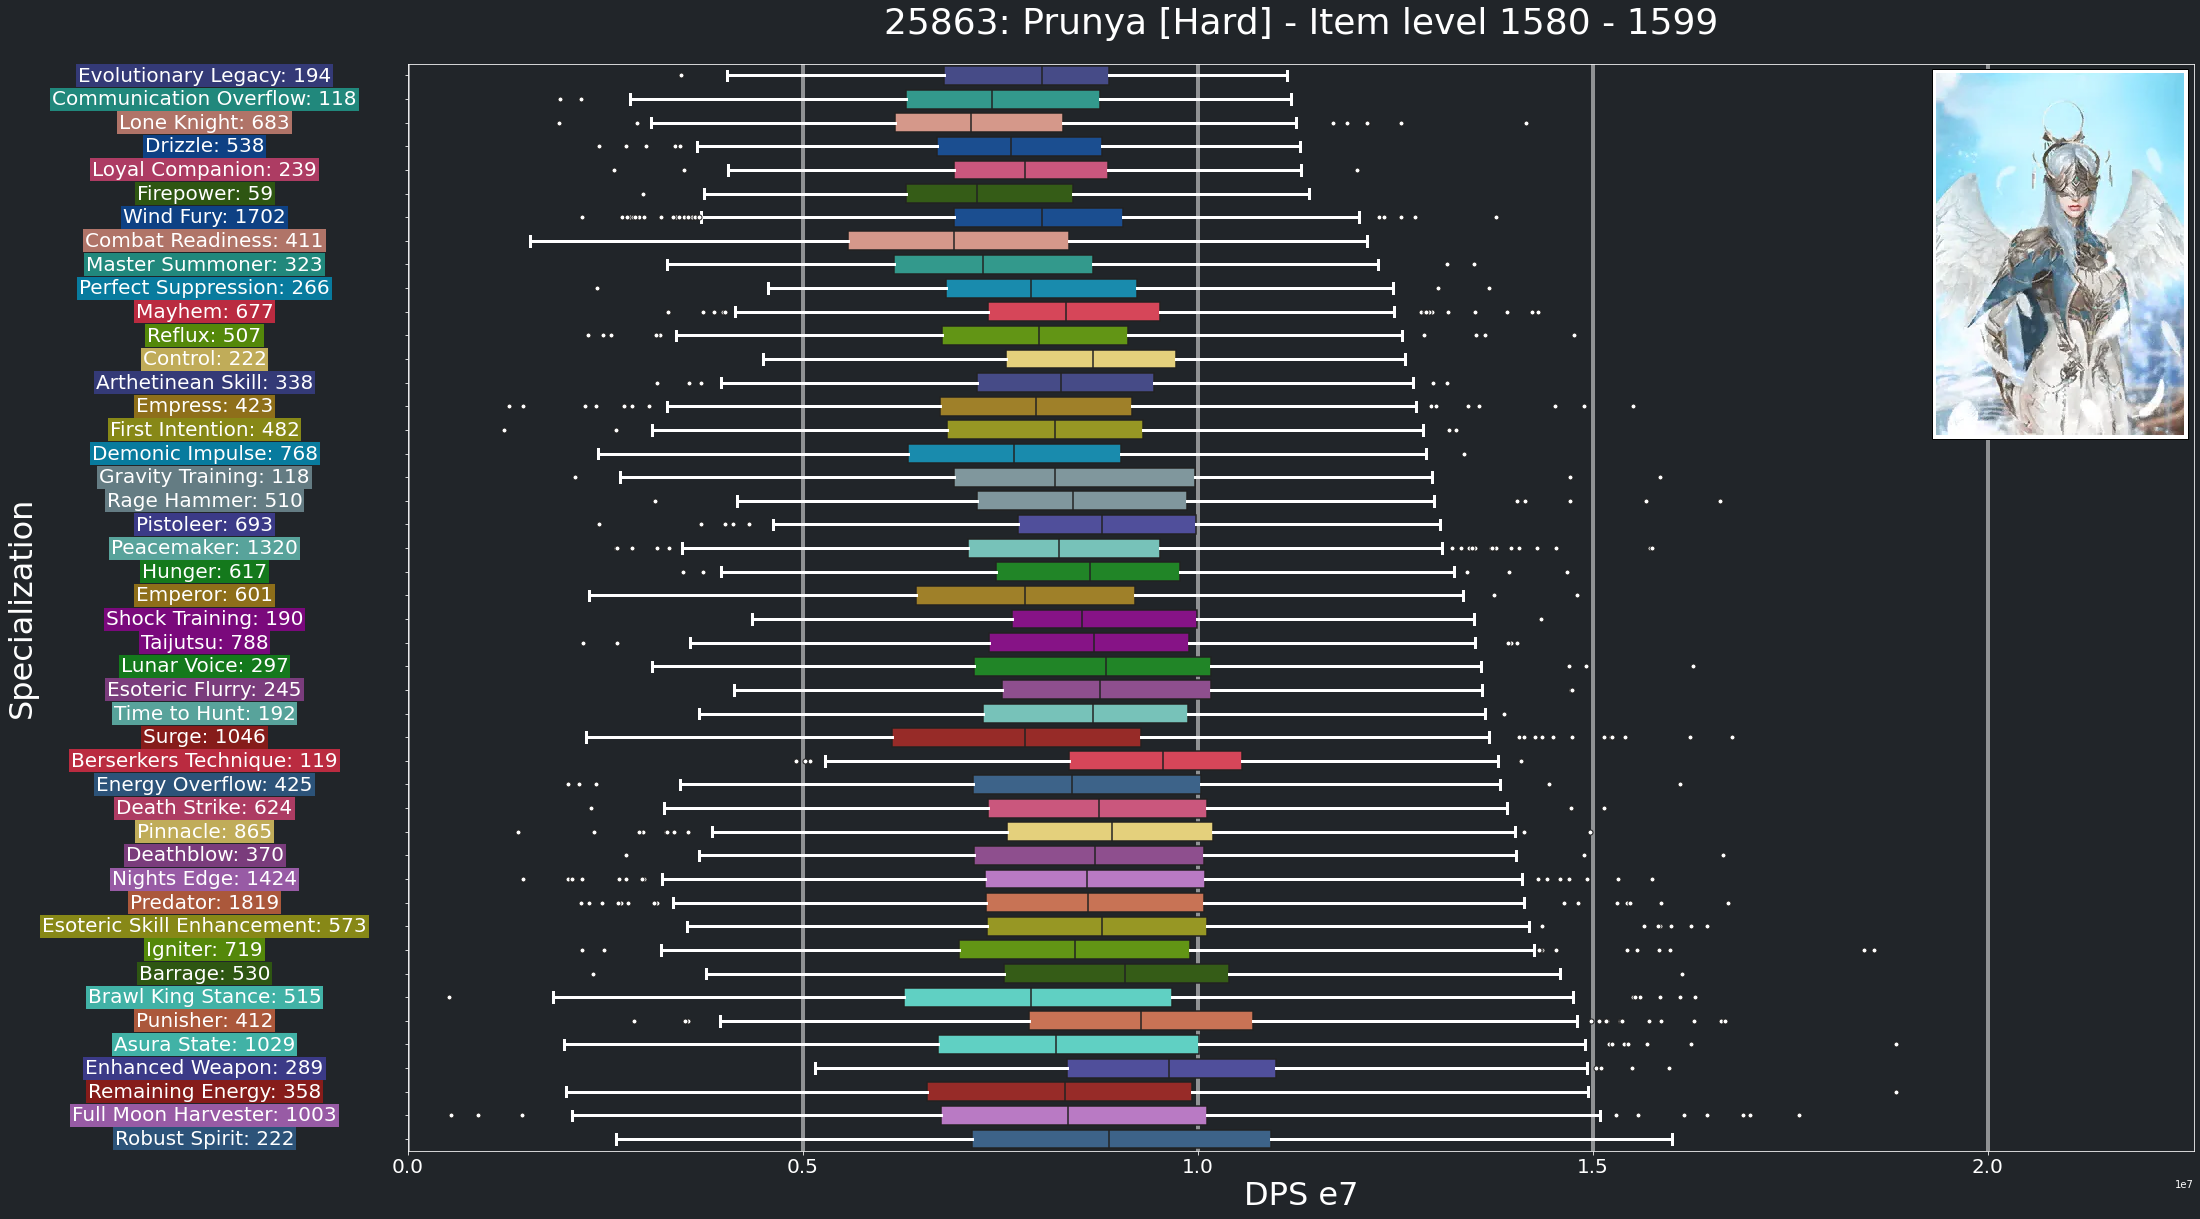 25863: Prunya [Hard] - Item level 1580 - 1599
Evolutionary Legacy: 194
Communication Overflow: 118
Lone Knight: 683
Drizzle: 538
Loyal Companion: 239
Firepower: 59
Wind Fury: 1702
Combat Readiness: 411
Master Summoner: 323
Perfect Suppression: 266
Mayhem: 677
Reflux: 507
Control: 222
Arthetinean Skill: 338
Empress: 423
First Intention: 482
Demonic Impulse: 768
Gravity Training: 118
Rage Hammer: 510
Pistoleer: 693
Peacemaker: 1320
Hunger: 617
Emperor: 601
Shock Training: 190
Taijutsu: 788
Lunar Voice: 297
Esoteric Flurry: 245
Time to Hunt: 192
Surge: 1046
Berserkers Technique: 119
Energy Overflow: 425
Death Strike: 624
Pinnacle: 865
Deathblow: 370
Nights Edge: 1424
Predator: 1819
Esoteric Skill Enhancement: 573
Igniter: 719
Barrage: 530
Brawl King Stance: 515
Punisher: 412
Asura State: 1029
Enhanced Weapon: 289
Remaining Energy: 358
Full Moon Harvester: 1003
Robust Spirit: 222
Specialization
0.0 0.5 1.0 1.5 2.0
DPS e7
1e7